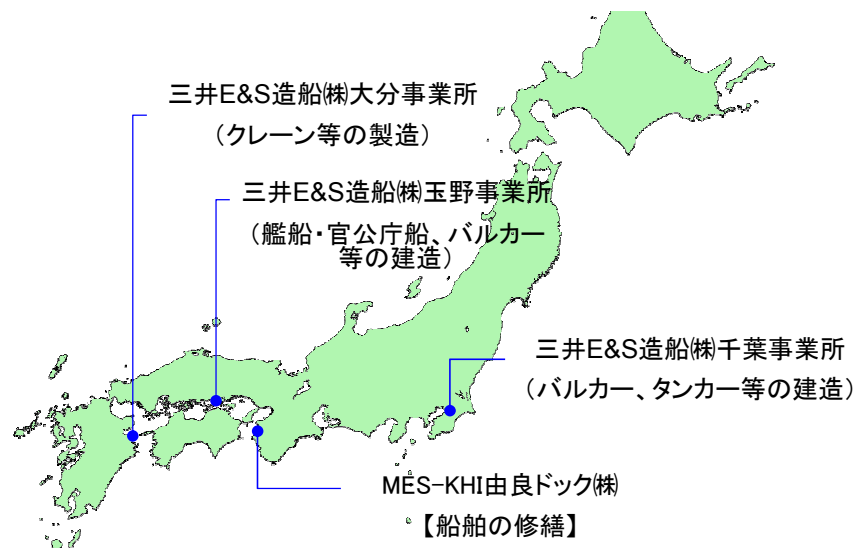 三井E&S造船㈱大分事業所
（クレーン等の製造）
三井E&S造船㈱玉野事業所
（艦船・官公庁船、バルカー
等の建造）
三井E&S造船㈱千葉事業所
（バルカー、タンカー等の建造）
MES-KHI由良ドック㈱
【船舶の修繕】